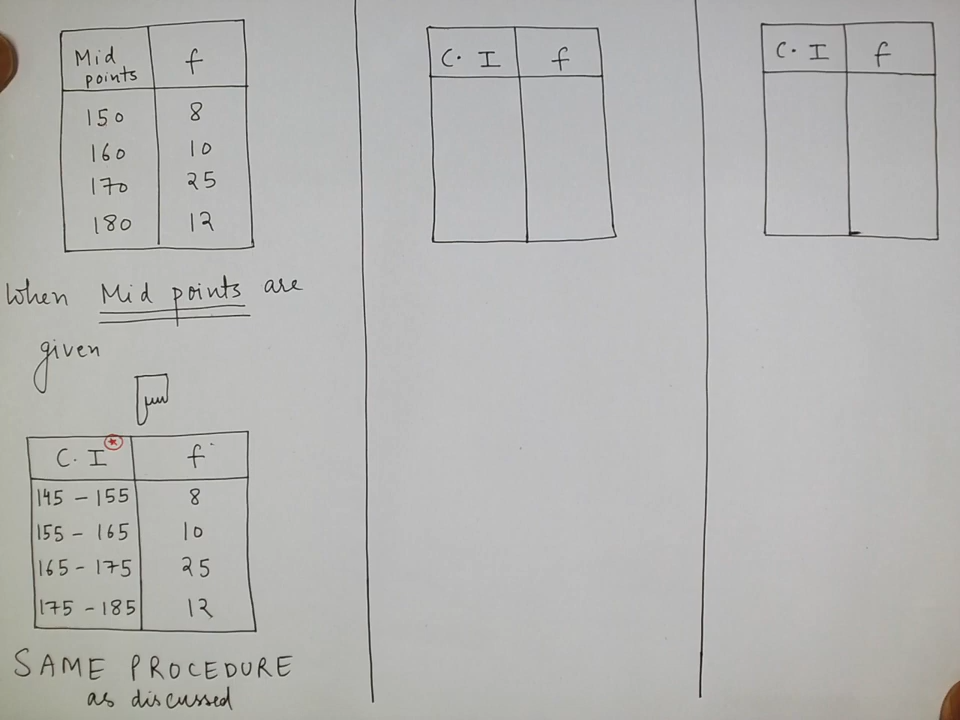 Mid points f
150 8
160 10
170 25
180 12
When Mid points are
given
C. I * f
145 - 155 8
155 - 165 10
165 - 175 25
175 - 185 12
SAME PROCEDURE
as discussed
C. I f
C. I f